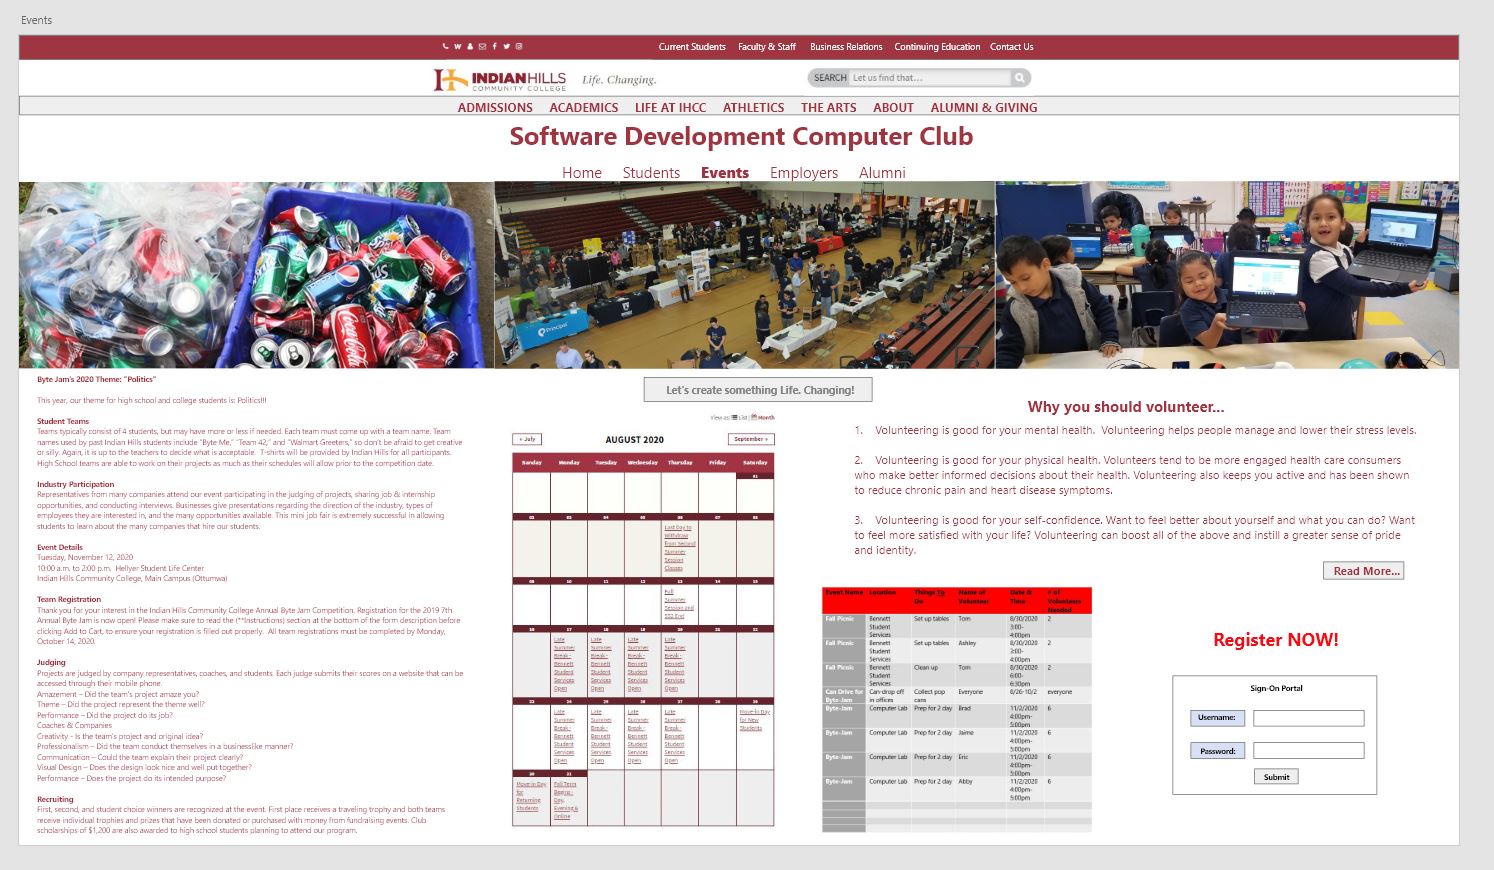 Events
Current Students Faculty & Staff Business Relations Continuing Education Contact Us
INDIANHILLS
COMMUNITY COLLEGE
Life. Changing.
SEARCH Let us find that...
ADMISSIONS ACADEMICS LIFE AT IHCC ATHLETICS THE ARTS ABOUT ALUMNI & GIVING
Software Development Computer Club
Home Students Events Employers Alumni
Principal
Coca-Cola
Byte Jam's 2020 Theme: "Politics"
This year, our theme for high school and college students is: Politics!!!
Student Teams
Teams typically consist of 4 students, but may have more or less if needed. Each team must come up with a team name. Team
names used by past Indian Hills students include "Byte Me," "Team 42," and "Walmart Greeters," so don't be afraid to get creative
or silly. Again, it is up to the teachers to decide what is acceptable.  T-shirts will be provided by Indian Hills for all participants.
High School teams are able to work on their projects as much as their schedules will allow prior to the competition date.
Industry Participation
Representatives from many companies attend our event participating in the judging of projects, sharing job & internship
opportunities, and conducting interviews. Businesses give presentations regarding the direction of the industry, types of
employees they are interested in, and the many opportunities available. This mini job fair is extremely successful in allowing
students to learn about the many companies that hire our students.
Event Details
Tuesday, November 12, 2020
10:00 a.m. to 2:00 p.m.  Hellyer Student Life Center
Indian Hills Community College, Main Campus (Ottumwa)
Team Registration
Thank you for your interest in the Indian Hills Community College Annual Byte Jam Competition. Registration for the 2019 7th
Annual Byte Jam is now open! Please make sure to read the (**Instructions) section at the bottom of the form description before
clicking Add to Cart, to ensure your registration is filled out properly.  All team registrations must be completed by Monday,
October 14, 2020.
Judging
Projects are judged by company representatives, coaches, and students. Each judge submits their scores on a website that can be
accessed through their mobile phone.
Amazement – Did the team's project amaze you?
Theme – Did the project represent the theme well?
Performance – Did the project do its job?
Coaches & Companies
Creativity - Is the team's project and original idea?
Professionalism – Did the team conduct themselves in a businesslike manner?
Communication – Could the team explain their project clearly?
Visual Design – Does the design look nice and well put together?
Performance – Does the project do its intended purpose?
Recruiting
First, second, and student choice winners are recognized at the event. First place receives a traveling trophy and both teams
receive individual trophies and prizes that have been donated or purchased with money from fundraising events. Club
scholarships of $1,200 are also awarded to high school students planning to attend our program.
Let's create something Life. Changing!
View as: List | Month
« July AUGUST 2020 September »
Sunday Monday Tuesday Wednesday Thursday Friday Saturday
01
02 03 04 05 06 07 08
Last Day to
Withdraw
from Second
Summer
Session
Classes
09 10 11 12 13 14 15
Full
Summer
Session and
SS2 End
16 17 18 19 20 21 22
Late Late Late Late
Summer Summer Summer Summer
Break - Break - Break - Break -
Bennett Bennett Bennett Bennett
Student Student Student Student
Services Services Services Services
Open Open Open Open
23 24 25 26 27 28 29
Late Late Late Late Move-in Day
Summer Summer Summer Summer for New
Break - Break - Break - Break - Students
Bennett Bennett Bennett Bennett
Student Student Student Student
Services Services Services Services
Open Open Open Open
30 31
Move-in Day Fall Term
for Begins -
Returning Day,
Students Evening &
Online
Why you should volunteer...
1. Volunteering is good for your mental health.  Volunteering helps people manage and lower their stress levels.
2. Volunteering is good for your physical health. Volunteers tend to be more engaged health care consumers
who make better informed decisions about their health. Volunteering also keeps you active and has been shown
to reduce chronic pain and heart disease symptoms.
3. Volunteering is good for your self-confidence. Want to feel better about yourself and what you can do? Want
to feel more satisfied with your life? Volunteering can boost all of the above and instill a greater sense of pride
and identity.
Read More...
Event Name Location Things To Name of Date & # of
Do Volunteer Time Volunteers
Needed
Fall Picnic Bennett Set up tables Tom 8/30/2020 2
Student 3:00-
Services 4:00pm
Fall Picnic Bennett Set up tables Ashley 8/30/2020 2
Student 3:00-
Services 4:00pm
Fall Picnic Bennett Clean up Tom 8/30/2020 2
Student 6:00-
Services 6:30pm
Can Drive for Can-drop off Collect pop Everyone 8/26-10/2 everyone
Byte-Jam in offices cans
Byte-Jam Computer Lab Prep for 2 day Brad 11/2/2020 6
4:00pm-
5:00pm
Byte-Jam Computer Lab Prep for 2 day Jaime 11/2/2020 6
4:00pm-
5:00pm
Byte-Jam Computer Lab Prep for 2 day Eric 11/2/2020 6
4:00pm-
5:00pm
Byte-Jam Computer Lab Prep for 2 day Abby 11/2/2020 6
4:00pm-
5:00pm
Register NOW!
Sign-On Portal
Username:
Password:
Submit